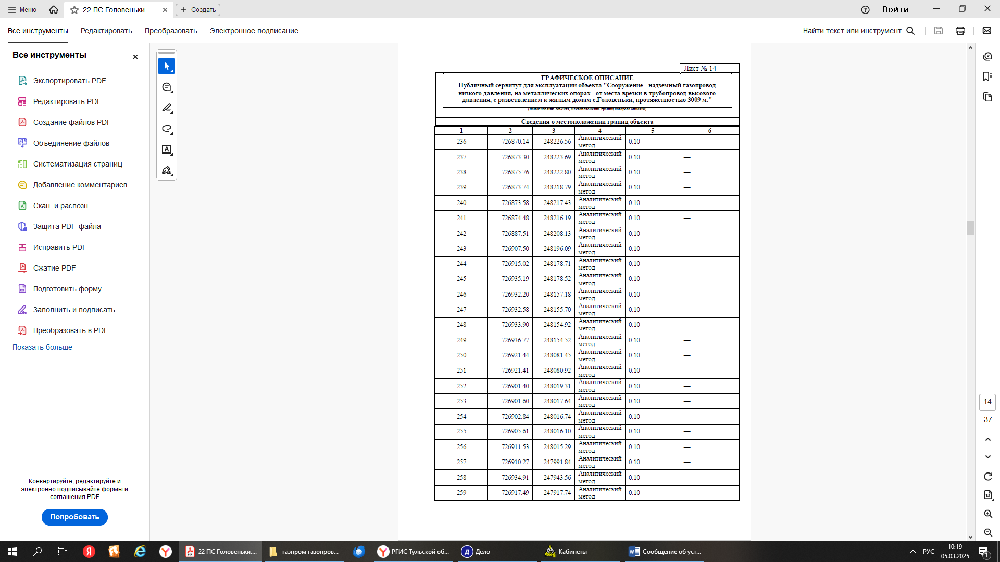 Меню
22 ПС Головеньки....
Создать
Войти
Все инструменты
Редактировать
Преобразовать
Электронное подписание
Найти текст или инструмент
Все инструменты
Экспортировать PDF
Редактировать PDF
Создание файлов PDF
Объединение файлов
Систематизация страниц
Добавление комментариев
Скан. и распозн.
Защита PDF-файла
Исправить PDF
Сжатие PDF
Подготовить форму
Заполнить и подписать
Преобразовать в PDF
Показать больше
Конвертируйте, редактируйте и
электронно подписывайте формы и
соглашения PDF
Попробовать
Лист № 14
ГРАФИЧЕСКОЕ ОПИСАНИЕ
Публичный сервитут для эксплуатации объекта "Сооружение - надземный газопровод
низкого давления, на металлических опорах - от места врезки в трубопровод высокого
давления, с разветвлением к жилым домам с.Головеньки, протяженностью 3009 м."
(наименование объекта, местоположение границ которого описано)
Сведения о местоположении границ объекта
1 2 3 4 5 6
236 726870.14 248226.56 Аналитический метод 0.10 —
237 726873.30 248223.69 Аналитический метод 0.10 —
238 726875.76 248222.80 Аналитический метод 0.10 —
239 726873.74 248218.79 Аналитический метод 0.10 —
240 726873.58 248217.43 Аналитический метод 0.10 —
241 726874.48 248216.19 Аналитический метод 0.10 —
242 726887.51 248208.13 Аналитический метод 0.10 —
243 726907.50 248196.09 Аналитический метод 0.10 —
244 726915.02 248178.71 Аналитический метод 0.10 —
245 726935.19 248178.52 Аналитический метод 0.10 —
246 726932.20 248157.18 Аналитический метод 0.10 —
247 726932.58 248155.70 Аналитический метод 0.10 —
248 726933.90 248154.92 Аналитический метод 0.10 —
249 726936.77 248154.52 Аналитический метод 0.10 —
250 726921.44 248081.45 Аналитический метод 0.10 —
251 726921.41 248080.92 Аналитический метод 0.10 —
252 726901.40 248019.31 Аналитический метод 0.10 —
253 726901.60 248017.64 Аналитический метод 0.10 —
254 726902.84 248016.74 Аналитический метод 0.10 —
255 726905.61 248016.10 Аналитический метод 0.10 —
256 726911.53 248015.29 Аналитический метод 0.10 —
257 726910.27 247991.84 Аналитический метод 0.10 —
258 726934.91 247943.56 Аналитический метод 0.10 —
259 726917.49 247917.74 Аналитический метод 0.10 —
14
37
22 ПС Головеньки....
газпром газопров...
РГИС Тульской об...
Дело
Кабинеты
Сообщение об уст...
РУС
10:19
05.03.2025
1